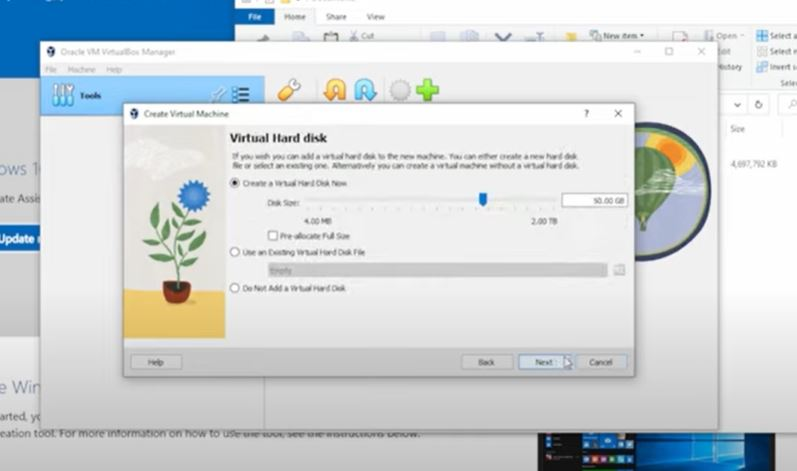 File
Home
Share
View
Cut
New item
Open
Select a
Select n
History
Invert s
Selec
Oracle VM VirtualBox Manager
File Machine Help
Tools
Create Virtual Machine
?
Virtual Hard disk
If you wish you can add a virtual hard disk to the new machine. You can either create a new hard disk
file or select an existing one. Alternatively you can create a virtual machine without a virtual hard disk.
Create a Virtual Hard Disk Now
Disk Size:
50.00 GB
4.00 MB
2.00 TB
Pre-allocate Full Size
Use an Existing Virtual Hard Disk File
Empty
Do Not Add a Virtual Hard Disk
Help
Back
Next
Cancel
Size
4,697,792 KB
ows 10
ate Assis
Update n
e Win
arted, yo
eation tool. For more information on how to use the tool, see the instructions below.